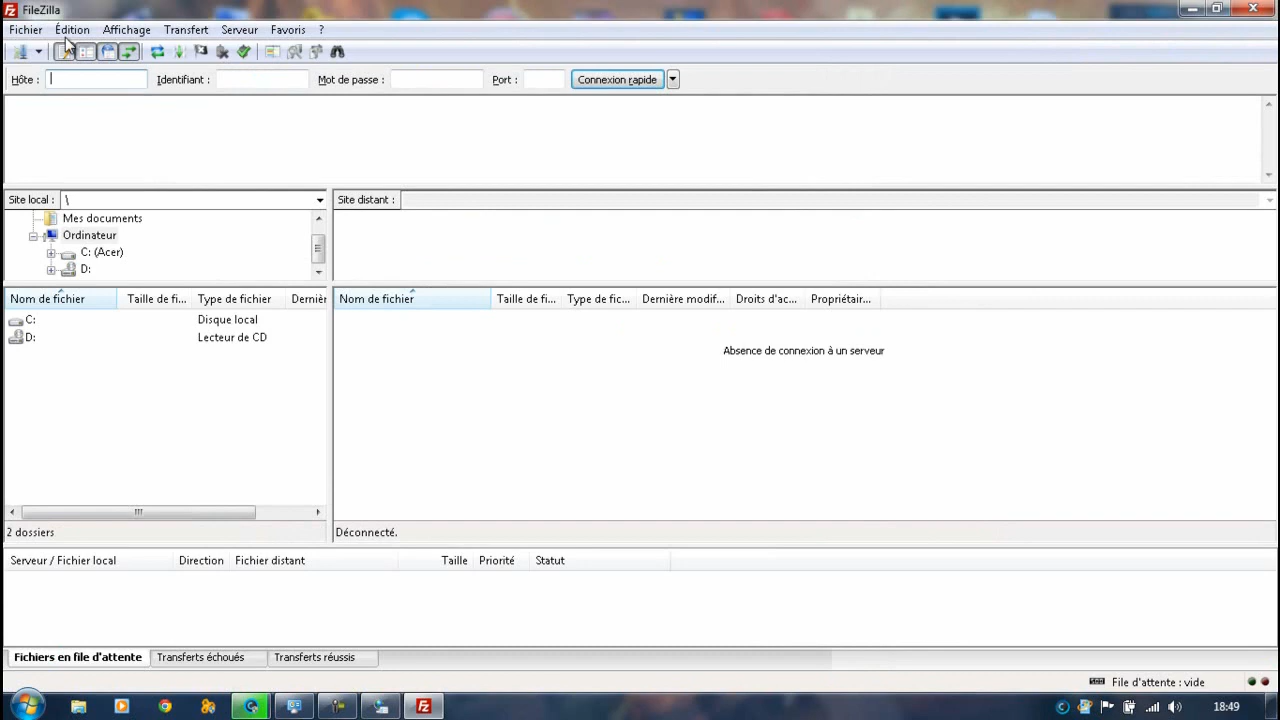 FileZilla
Fichier Édition Affichage Transfert Serveur Favoris ?
Hôte : Identifiant : Mot de passe : Port : Connexion rapide
Site local : \ Site distant :
Mes documents
Ordinateur
C: (Acer)
D:
Nom de fichier Taille de fi... Type de fichier Dernièr Nom de fichier Taille de fi... Type de fic... Dernière modif... Droits d'ac... Propriétair...
C: Disque local
D: Lecteur de CD
Absence de connexion à un serveur
2 dossiers Déconnecté.
Serveur / Fichier local Direction Fichier distant Taille Priorité Statut
Fichiers en file d'attente Transferts échoués Transferts réussis
File d'attente : vide
18:49